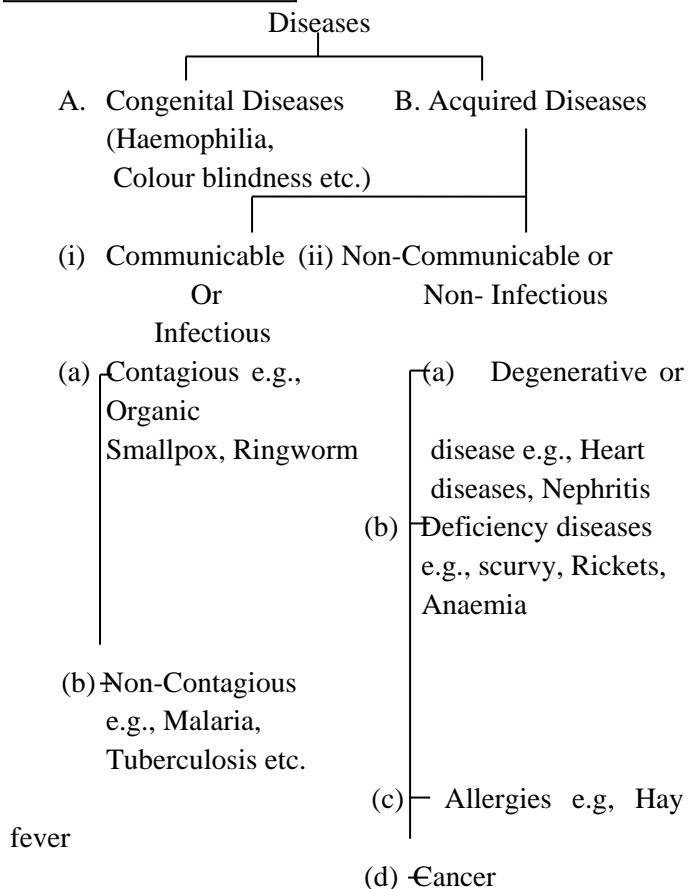 Diseases
A. Congenital Diseases B. Acquired Diseases
(Haemophilia,
Colour blindness etc.)
(i) Communicable (ii) Non-Communicable or
Or Non- Infectious
Infectious
(a) Contagious e.g., (a) Degenerative or
Organic
Smallpox, Ringworm disease e.g., Heart
diseases, Nephritis
(b) Deficiency diseases
e.g., scurvy, Rickets,
Anaemia
(b) Non-Contagious
e.g., Malaria,
Tuberculosis etc.
(c) Allergies e.g, Hay
fever
(d) Cancer